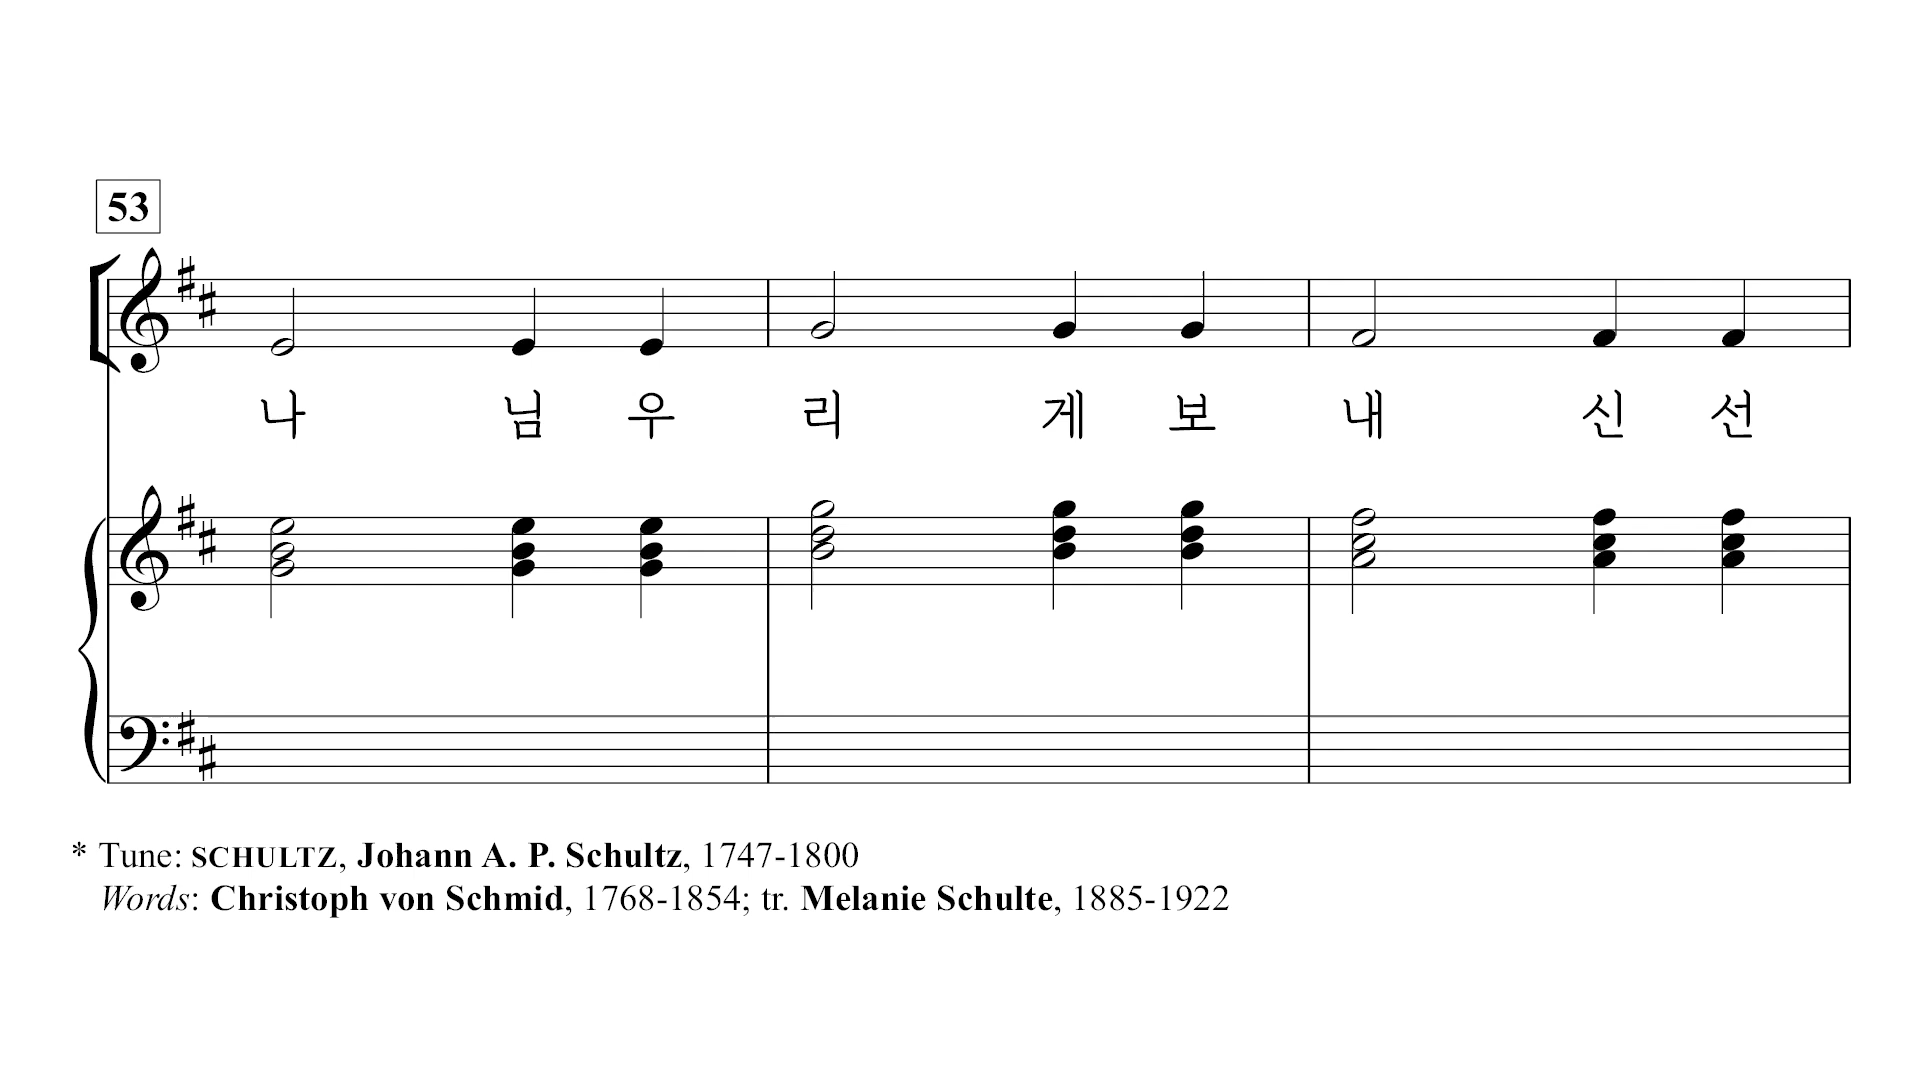 53
나 님 우 리 게 보 내 신 선
* Tune: SCHULTZ, Johann A. P. Schultz, 1747-1800
Words: Christoph von Schmid, 1768-1854; tr. Melanie Schulte, 1885-1922